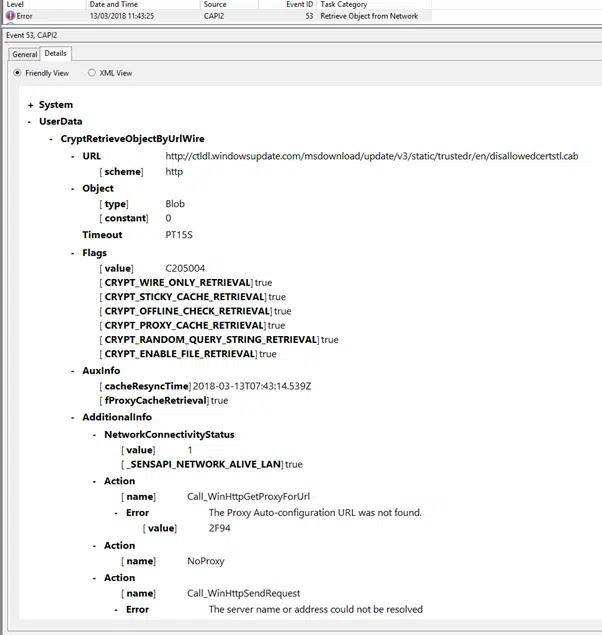 Level Date and Time Source Event ID Task Category
Error 13/03/2018 11:43:25 CAPI2 53 Retrieve Object from Network
Event 53, CAPI2
General Details
Friendly View XML View
+ System
- UserData
- CryptRetrieveObjectByUrlWire
- URL http://ctldl.windowsupdate.com/msdownload/update/v3/static/trustedr/en/disallowedcertstl.cab
[ scheme] http
- Object
[ type] Blob
[ constant] 0
Timeout PT15S
- Flags
[ value] C205004
[ CRYPT_WIRE_ONLY_RETRIEVAL] true
[ CRYPT_STICKY_CACHE_RETRIEVAL] true
[ CRYPT_OFFLINE_CHECK_RETRIEVAL] true
[ CRYPT_PROXY_CACHE_RETRIEVAL] true
[ CRYPT_RANDOM_QUERY_STRING_RETRIEVAL] true
[ CRYPT_ENABLE_FILE_RETRIEVAL] true
- AuxInfo
[ cacheResyncTime] 2018-03-13T07:43:14.539Z
[ fProxyCacheRetrieval] true
- AdditionalInfo
- NetworkConnectivityStatus
[ value] 1
[ _SENSAPI_NETWORK_ALIVE_LAN] true
- Action
[ name] Call_WinHttpGetProxyForUrl
- Error The Proxy Auto-configuration URL was not found.
[ value] 2F94
- Action
[ name] NoProxy
- Action
[ name] Call_WinHttpSendRequest
- Error The server name or address could not be resolved